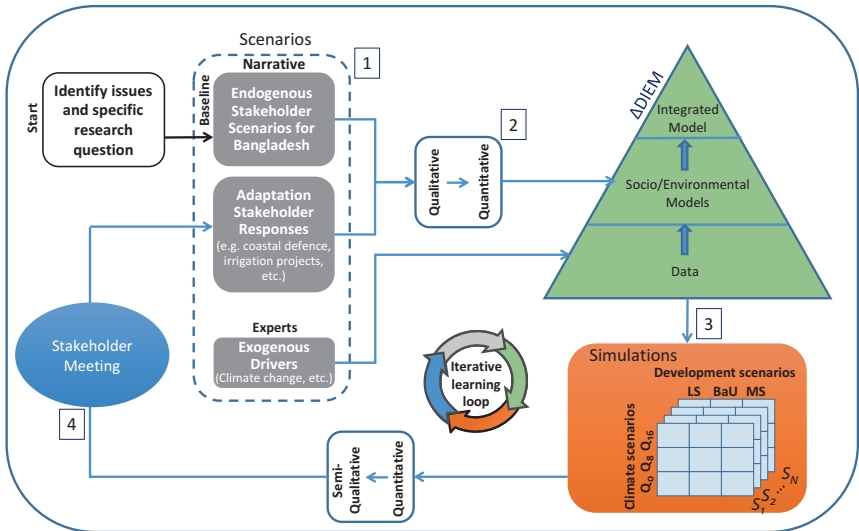 Scenarios
1
Narrative
Start
Identify issues
and specific
research
question
Baseline
Endogenous
Stakeholder
Scenarios for
Bangladesh
Adaptation
Stakeholder
Responses
(e.g. coastal defence,
irrigation projects,
etc.)
Experts
Exogenous
Drivers
(Climate change, etc.)
2
Qualitative
Quantitative
ΔDIEM
Integrated
Model
Socio/Environmental
Models
Data
3
Simulations
Development scenarios
LS BaU MS
Climate scenarios
Q0 Q8 Q16
S1 S2 ... SN
Iterative
learning
loop
Semi-
Qualitative
Quantitative
4
Stakeholder
Meeting